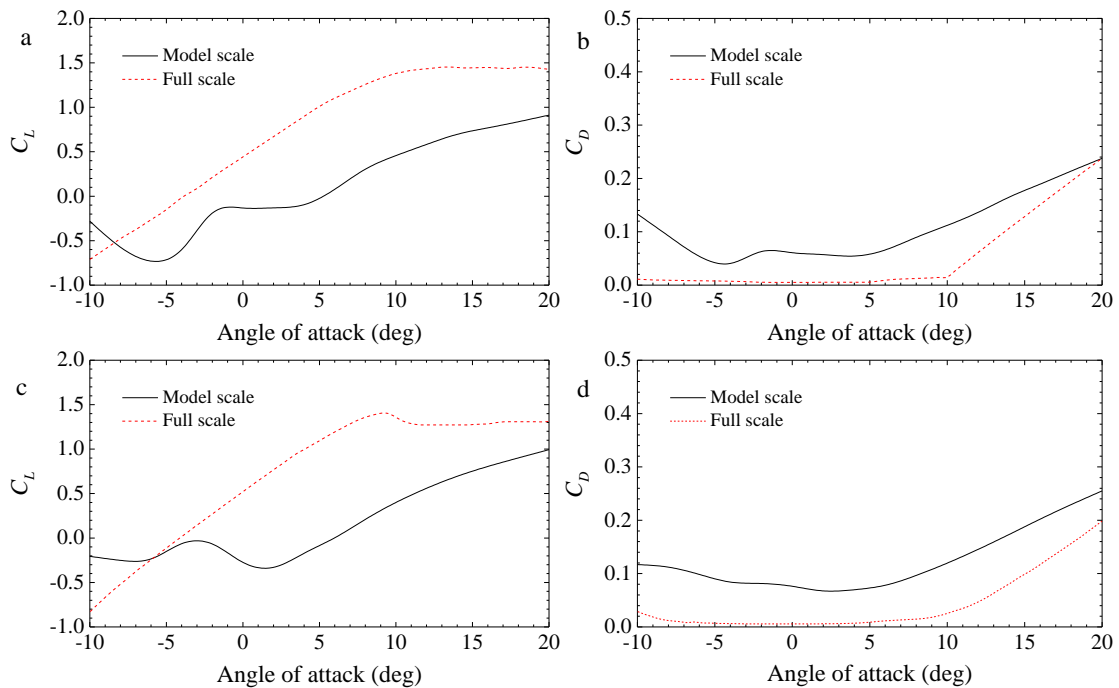 a
Model scale
Full scale
C_L
2.0
1.5
1.0
0.5
0.0
-0.5
-1.0
-10 -5 0 5 10 15 20
Angle of attack (deg)
b
Model scale
Full scale
C_D
0.5
0.4
0.3
0.2
0.1
0.0
-10 -5 0 5 10 15 20
Angle of attack (deg)
c
Model scale
Full scale
C_L
2.0
1.5
1.0
0.5
0.0
-0.5
-1.0
-10 -5 0 5 10 15 20
Angle of attack (deg)
d
Model scale
Full scale
C_D
0.5
0.4
0.3
0.2
0.1
0.0
-10 -5 0 5 10 15 20
Angle of attack (deg)